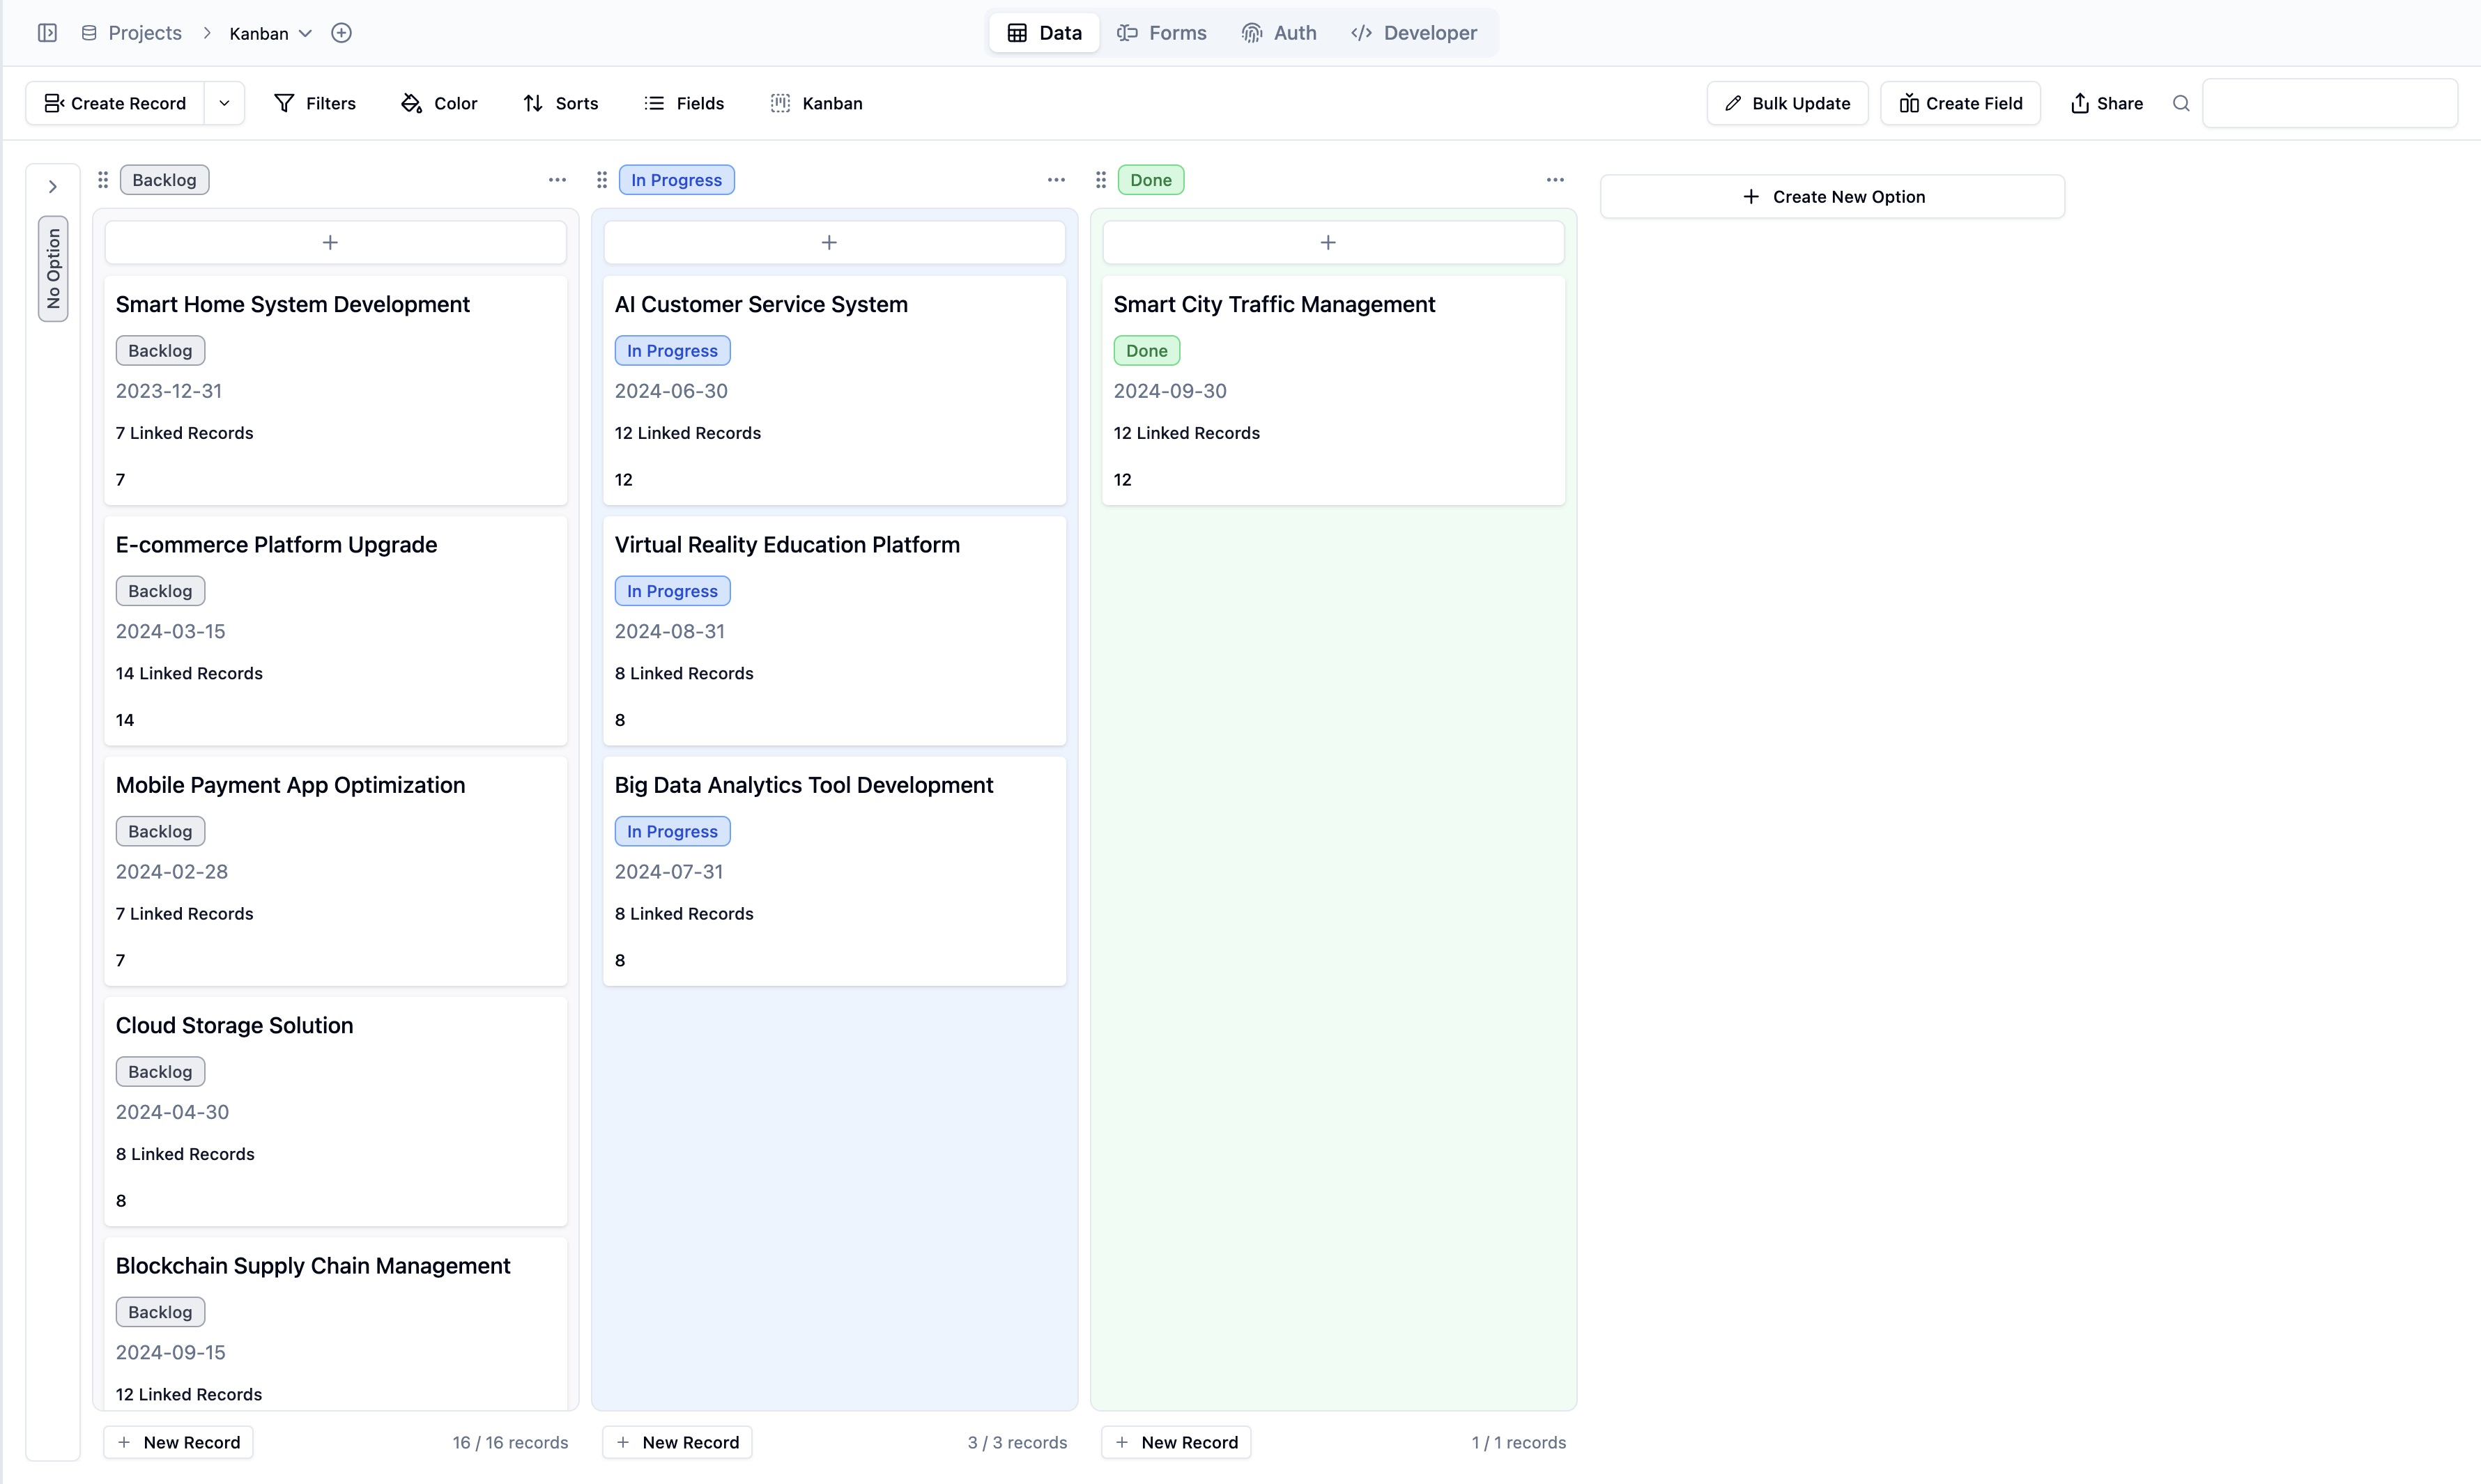 Projects > Kanban
Data Forms Auth Developer
Create Record Filters Color Sorts Fields Kanban
Bulk Update Create Field Share
No Option
Backlog
Smart Home System Development
Backlog
2023-12-31
7 Linked Records
7
E-commerce Platform Upgrade
Backlog
2024-03-15
14 Linked Records
14
Mobile Payment App Optimization
Backlog
2024-02-28
7 Linked Records
7
Cloud Storage Solution
Backlog
2024-04-30
8 Linked Records
8
Blockchain Supply Chain Management
Backlog
2024-09-15
12 Linked Records
+ New Record 16 / 16 records
In Progress
AI Customer Service System
In Progress
2024-06-30
12 Linked Records
12
Virtual Reality Education Platform
In Progress
2024-08-31
8 Linked Records
8
Big Data Analytics Tool Development
In Progress
2024-07-31
8 Linked Records
8
+ New Record 3 / 3 records
Done
Smart City Traffic Management
Done
2024-09-30
12 Linked Records
12
+ New Record 1 / 1 records
+ Create New Option